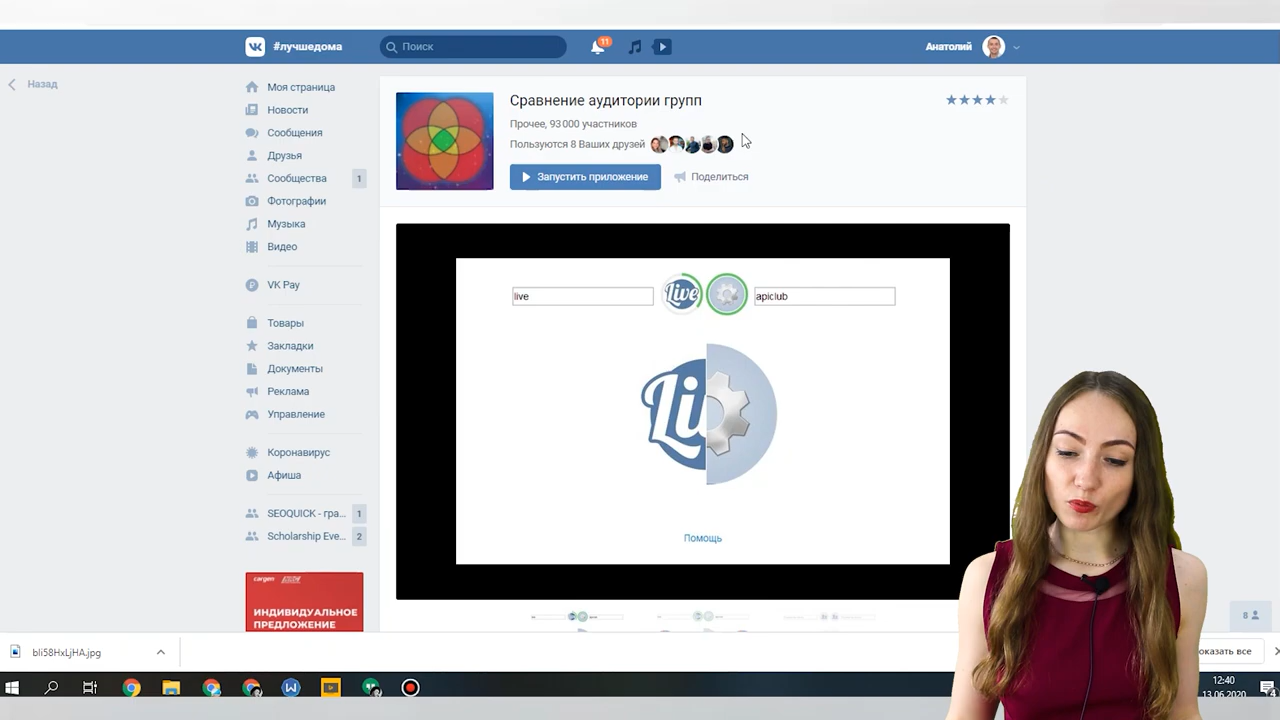 #лучшедома
Поиск
11
Анатолий
Назад
Моя страница
Новости
Сообщения
Друзья
Сообщества 1
Фотографии
Музыка
Видео
VK Pay
Товары
Закладки
Документы
Реклама
Управление
Коронавирус
Афиша
SEOQUICK - гра... 1
Scholarship Eve... 2
cargen
ИНДИВИДУАЛЬНОЕ
ПРЕДЛОЖЕНИЕ
Сравнение аудитории групп
Прочее, 93 000 участников
Пользуются 8 Ваших друзей
Запустить приложение
Поделиться
live
Live
apiclub
Помощь
8
bli58HxLjHA.jpg
оказать все
12:40
13.06.2020